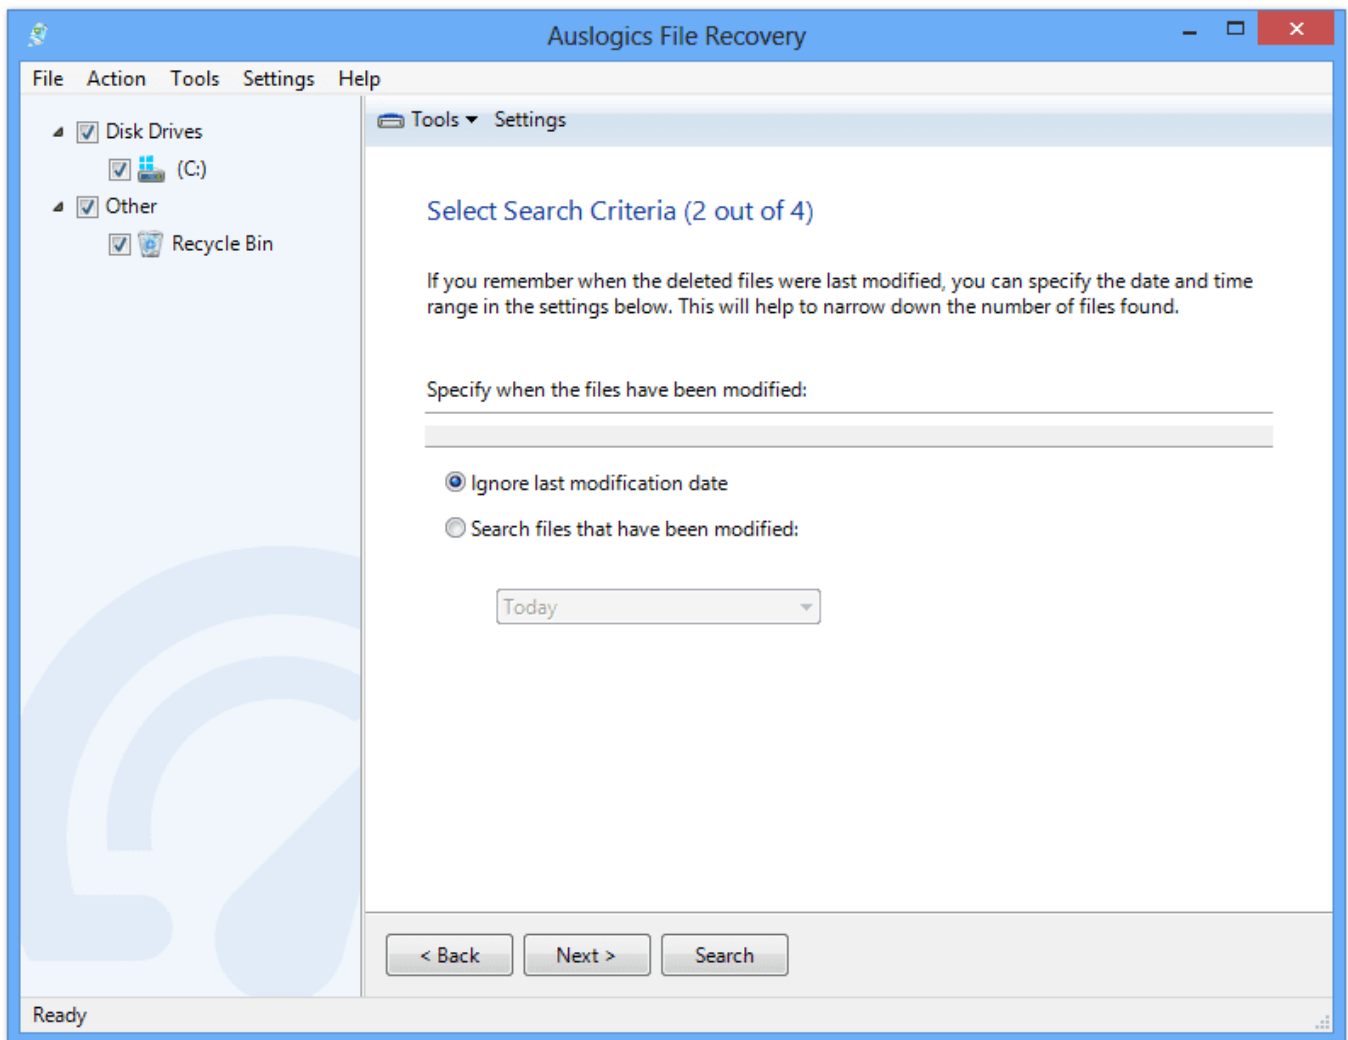 Auslogics File Recovery
File Action Tools Settings Help
Disk Drives
(C:)
Other
Recycle Bin
Tools Settings
Select Search Criteria (2 out of 4)
If you remember when the deleted files were last modified, you can specify the date and time
range in the settings below. This will help to narrow down the number of files found.
Specify when the files have been modified:
Ignore last modification date
Search files that have been modified:
Today
< Back Next > Search
Ready